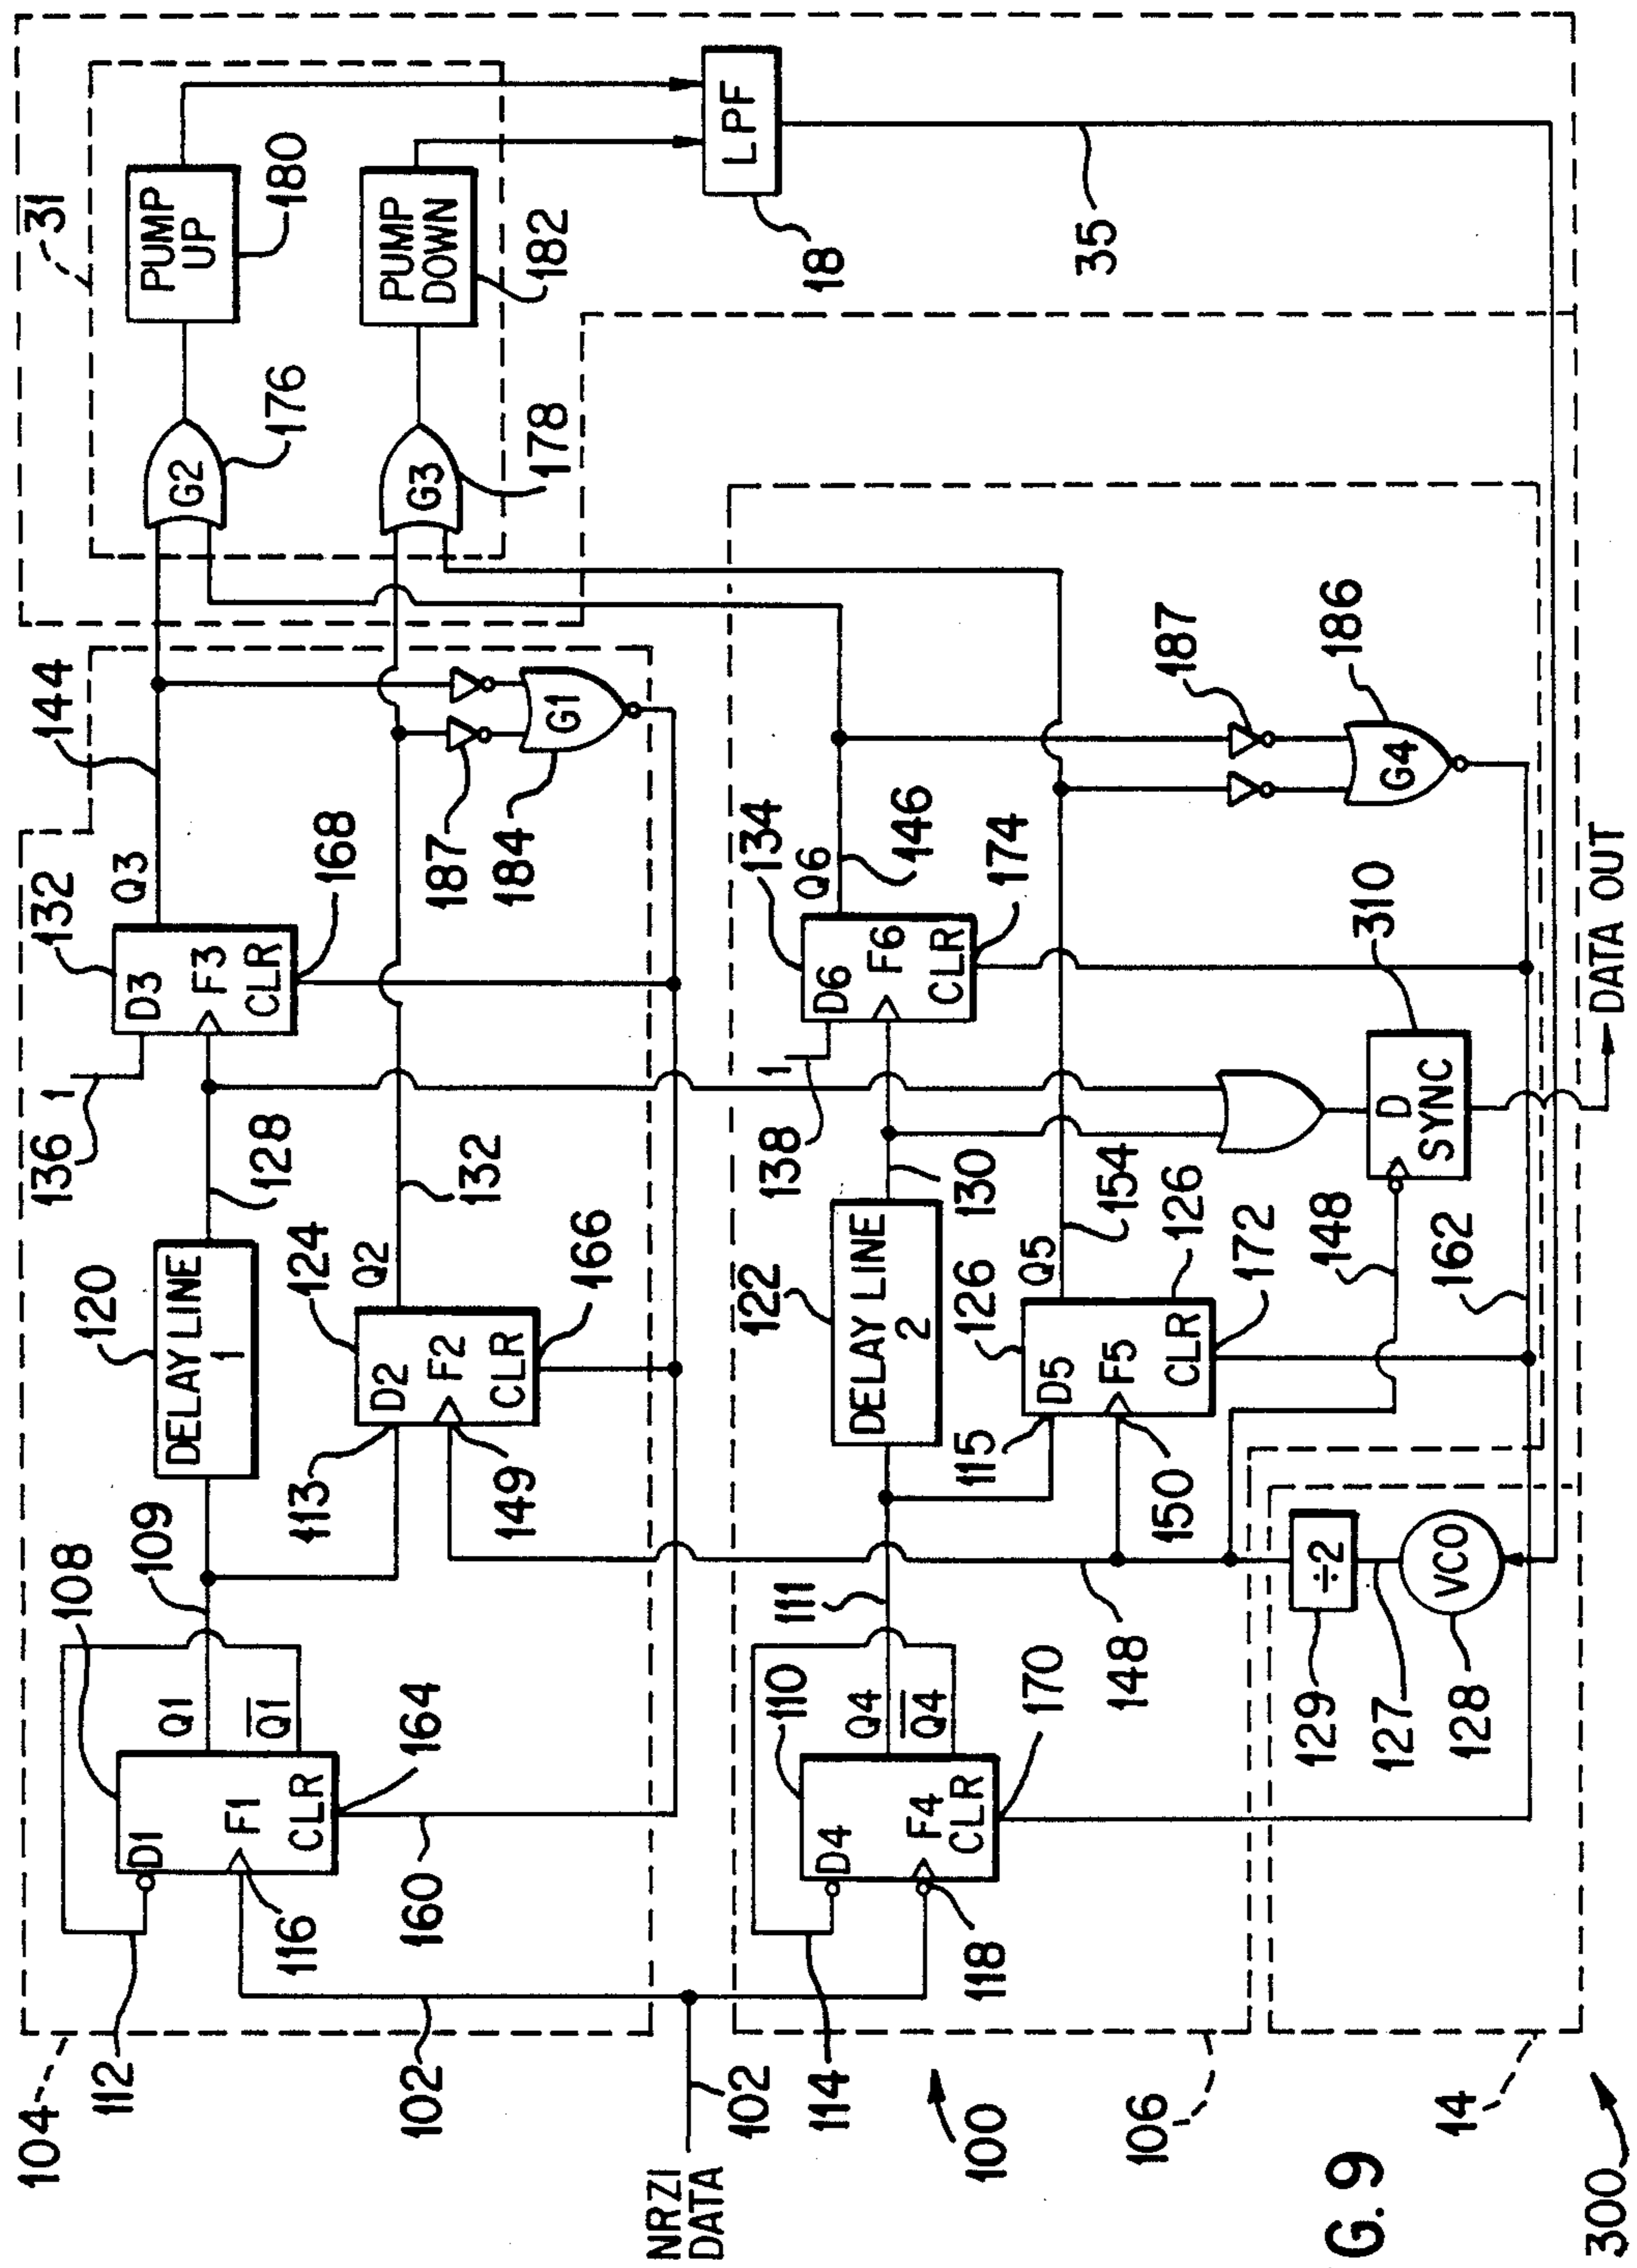 31
PUMP
UP
180
PUMP
DOWN
182
LPF
18
35
G2
176
G3
178
144
132
Q3
D3
F3
CLR
168
187
184
G1
136
1
128
132
DELAY LINE
1
120
124
Q2
D2
F2
CLR
166
113
149
109
108
Q1
Q1
D1
F1
CLR
164
112
116
160
104
102
NRZI
DATA
102
134
Q6
146
D6
F6
CLR
174
187
186
G4
138
1
130
154
310
D
SYNC
DATA OUT
122
DELAY LINE
2
126
Q5
126
D5
F5
CLR
172
148
162
115
150
111
110
Q4
Q4
D4
F4
CLR
170
148
÷2
129
127
VCO
128
114
118
100
106
14
G. 9
300